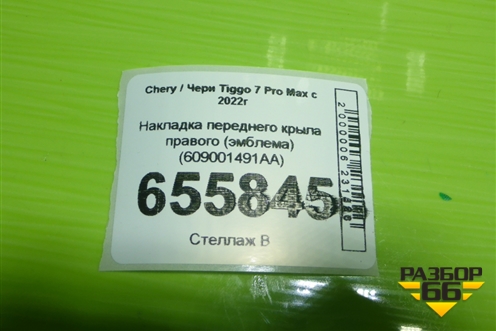 Chery / Чери Tiggo 7 Pro Max с
2022г
Накладка переднего крыла
правого (эмблема)
(609001491AA)
655845
Стеллаж В
РАЗБОР
66